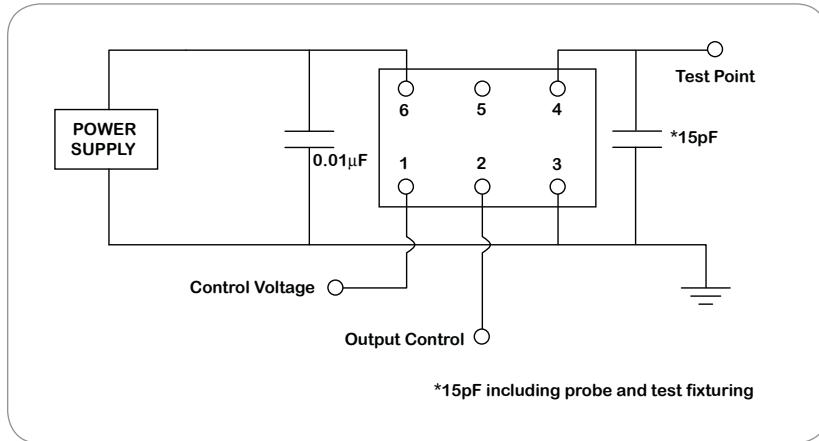 Test Point
6
5
4
POWER
SUPPLY
*15pF
0.01μF
1
2
3
Control Voltage
Output Control
*15pF including probe and test fixturing